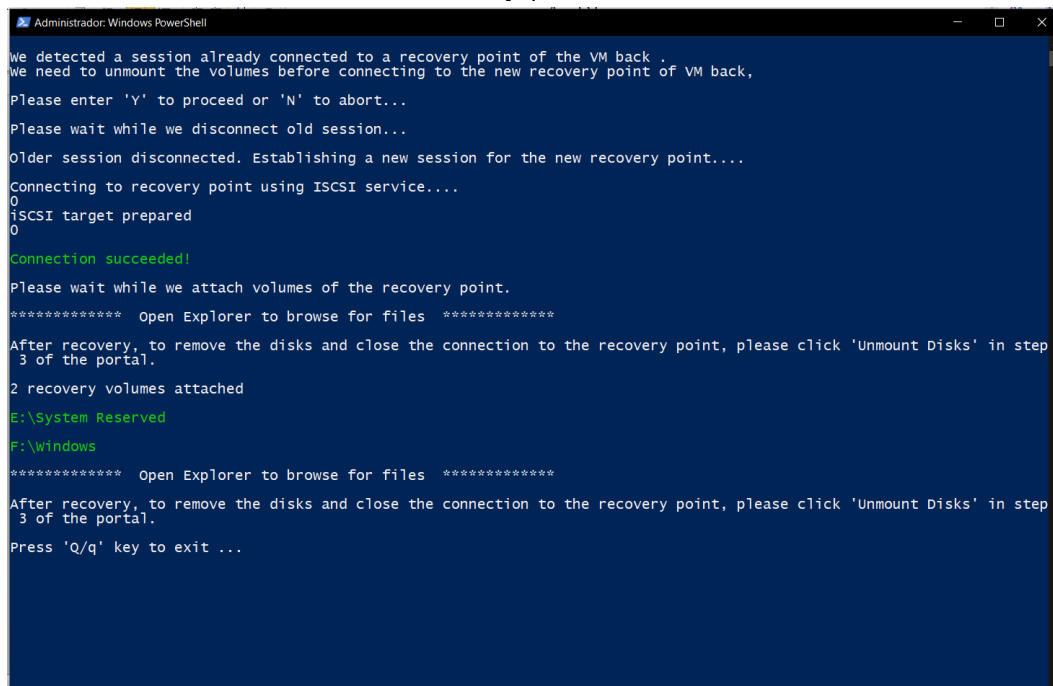 Administrador: Windows PowerShell
We detected a session already connected to a recovery point of the VM back .
We need to unmount the volumes before connecting to the new recovery point of VM back,
Please enter 'Y' to proceed or 'N' to abort...
Please wait while we disconnect old session...
Older session disconnected. Establishing a new session for the new recovery point....
Connecting to recovery point using ISCSI service....
0
iSCSI target prepared
0
Connection succeeded!
Please wait while we attach volumes of the recovery point.
************* Open Explorer to browse for files *************
After recovery, to remove the disks and close the connection to the recovery point, please click 'Unmount Disks' in step
3 of the portal.
2 recovery volumes attached
E:\System Reserved
F:\Windows
************* Open Explorer to browse for files *************
After recovery, to remove the disks and close the connection to the recovery point, please click 'Unmount Disks' in step
3 of the portal.
Press 'Q/q' key to exit ...